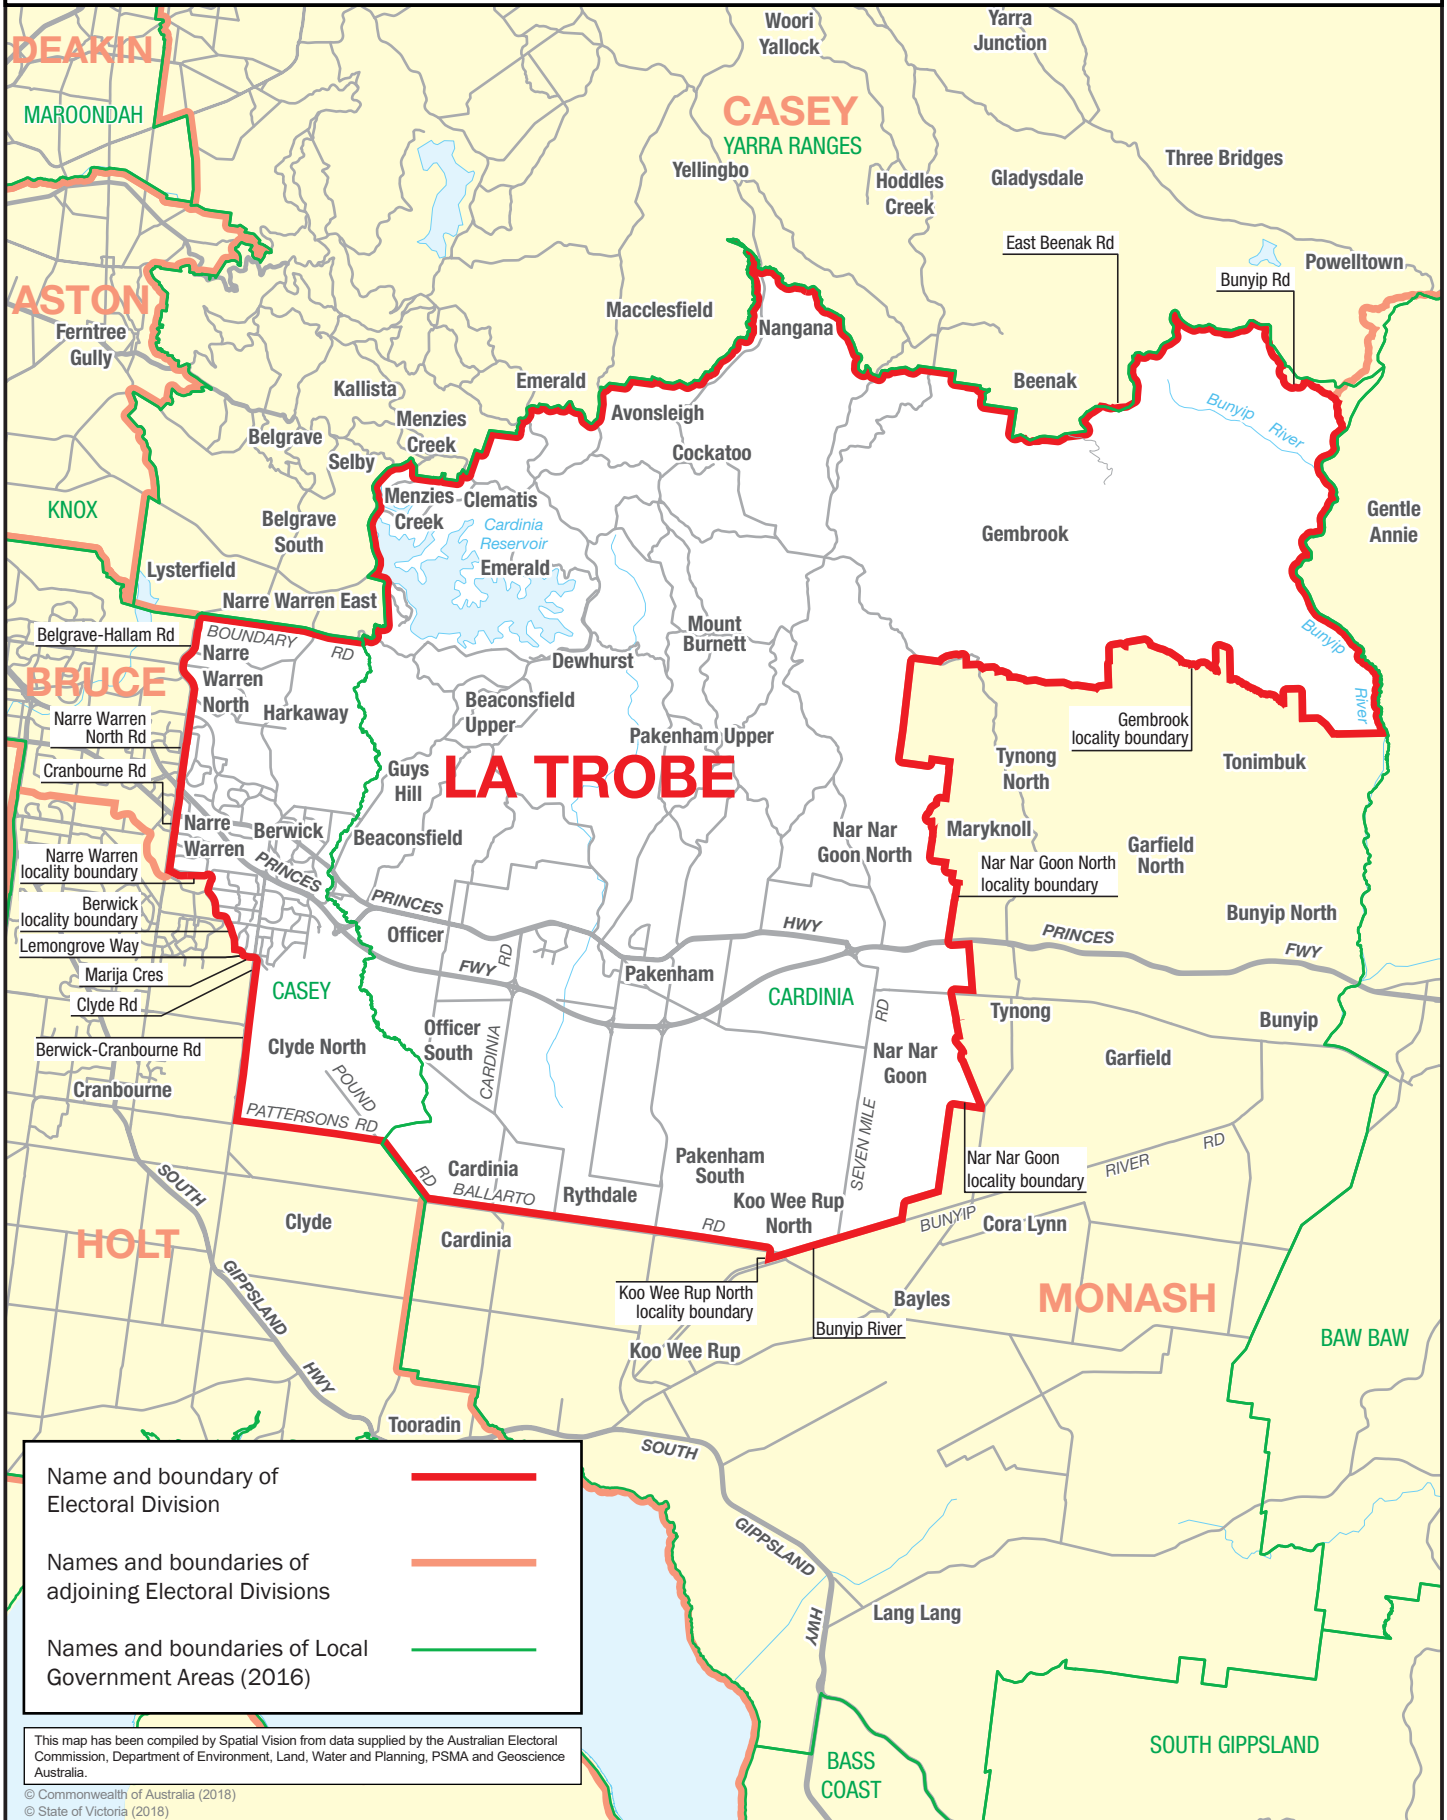 Woori
Yallock
Yarra
Junction
DEAKIN
MAROONDAH
CASEY
YARRA RANGES
Yellingbo
Hoddles
Creek
Gladysdale
Three Bridges
East Beenak Rd
Bunyip Rd
Powelltown
ASTON
Ferntree
Gully
Macclesfield
Nangana
Kallista
Emerald
Beenak
Menzies
Creek
Avonsleigh
Bunyip
River
Belgrave
Selby
Cockatoo
KNOX
Menzies
Creek
Clematis
Cardinia
Reservoir
Emerald
Belgrave
South
Gembrook
Gentle
Annie
Lysterfield
Narre Warren East
Belgrave-Hallam Rd
BOUNDARY
RD
Mount
Burnett
Bunyip
River
BRUCE
Narre
Warren
North
Harkaway
Dewhurst
Beaconsfield
Upper
Narre Warren
North Rd
Pakenham Upper
Gembrook
locality boundary
Tynong
North
Tonimbuk
Cranbourne Rd
Guys
Hill
LA TROBE
Narre
Warren
Berwick
Beaconsfield
Nar Nar
Goon North
Maryknoll
Garfield
North
Narre Warren
locality boundary
PRINCES
Nar Nar Goon North
locality boundary
Berwick
locality boundary
PRINCES
HWY
Bunyip North
Lemongrove Way
Officer
PRINCES
FWY
Marija Cres
FWY
RD
Pakenham
Clyde Rd
CASEY
CARDINIA
RD
Tynong
Bunyip
Berwick-Cranbourne Rd
Clyde North
Officer
South
CARDINIA
Nar Nar
Goon
Garfield
Cranbourne
POUND
PATTERSONS RD
SEVEN MILE
RD
Cardinia
BALLARTO
Rythdale
Pakenham
South
Koo Wee Rup
North
RD
Nar Nar Goon
locality boundary
RIVER
RD
BUNYIP
Cora Lynn
SOUTH
HOLT
Clyde
Cardinia
GIPPSLAND
Koo Wee Rup North
locality boundary
Bunyip River
Bayles
MONASH
BAW BAW
Koo Wee Rup
HWY
Tooradin
SOUTH
GIPPSLAND
HWY
Lang Lang
SOUTH GIPPSLAND
BASS
COAST
Name and boundary of
Electoral Division
Names and boundaries of
adjoining Electoral Divisions
Names and boundaries of Local
Government Areas (2016)
This map has been compiled by Spatial Vision from data supplied by the Australian Electoral
Commission, Department of Environment, Land, Water and Planning, PSMA and Geoscience
Australia.
© Commonwealth of Australia (2018)
© State of Victoria (2018)